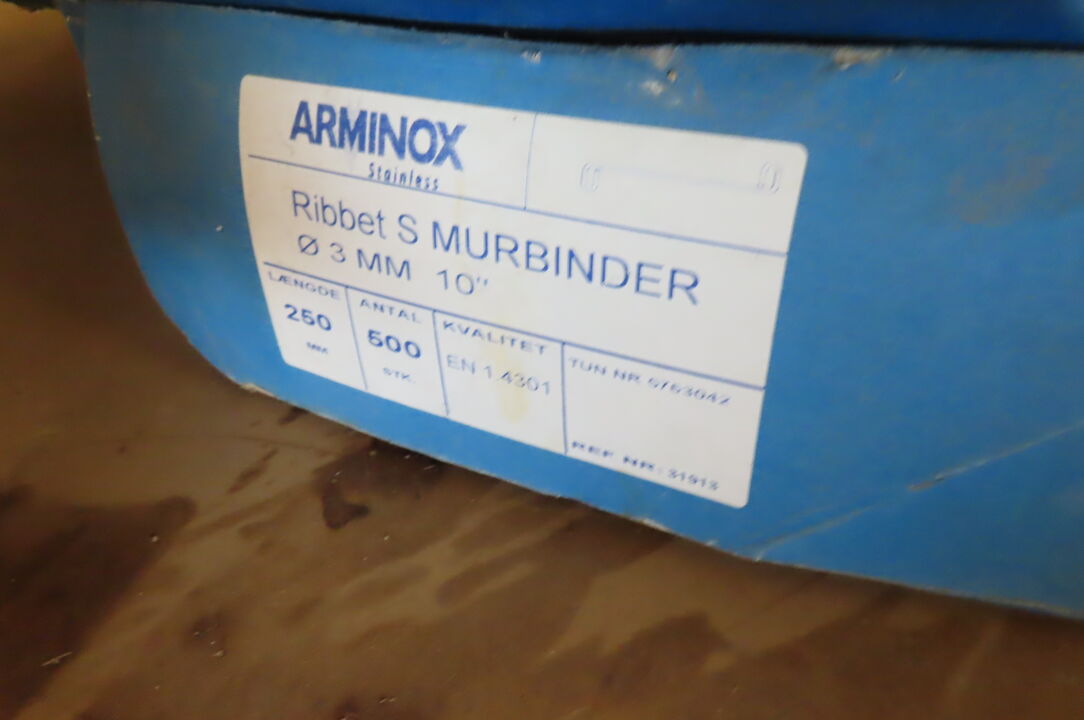 ARMINOX
Stainless
Ribbet S MURBINDER
Ø 3 MM 10"
LÆNGDE
250
MM
ANTAL
500
STK.
KVALITET
EN 1.4301
TUN NR 5763042
REF NR: 31913